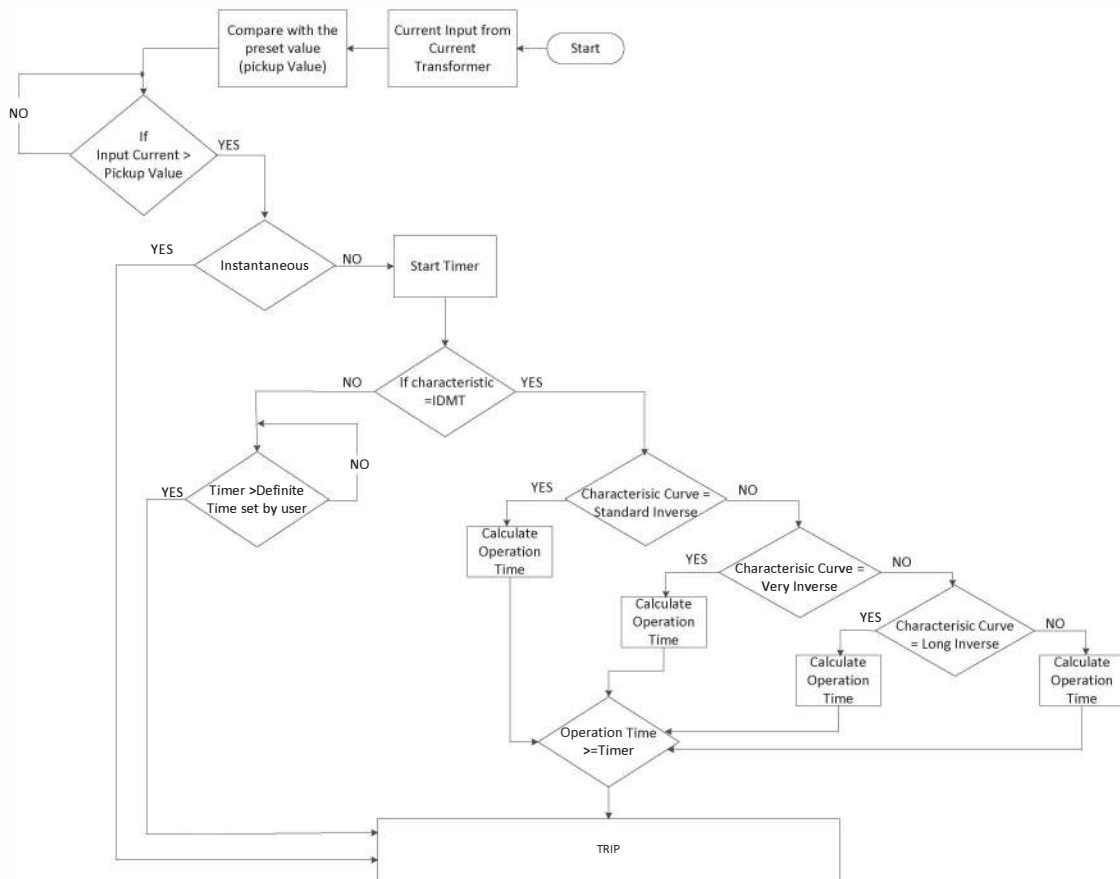 Compare with the
preset value
(pickup Value)
Current Input from
Current
Transformer
Start
NO
If
Input Current >
Pickup Value
YES
YES
Instantaneous
NO
Start Timer
NO
If characteristic
=IDMT
YES
NO
YES
Timer >Definite
Time set by user
YES
Characterisic Curve =
Standard Inverse
NO
Calculate
Operation
Time
YES
Characterisic Curve =
Very Inverse
NO
Calculate
Operation
Time
YES
Characterisic Curve
= Long Inverse
NO
Calculate
Operation
Time
Calculate
Operation
Time
Operation Time
>=Timer
TRIP